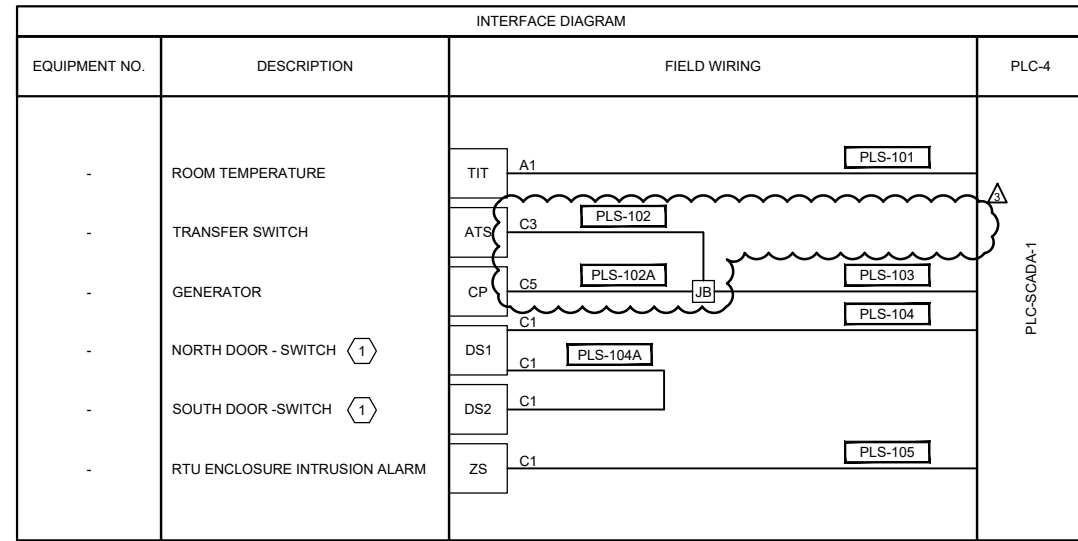 INTERFACE DIAGRAM
EQUIPMENT NO. DESCRIPTION FIELD WIRING PLC-4
- ROOM TEMPERATURE TIT A1 PLS-101
3
- TRANSFER SWITCH ATS C3 PLS-102
- GENERATOR CP C5 PLS-102A JB PLS-103
C1 PLS-104
- NORTH DOOR - SWITCH 1 DS1
C1 PLS-104A
- SOUTH DOOR -SWITCH 1 DS2 C1
- RTU ENCLOSURE INTRUSION ALARM ZS C1 PLS-105
PLC-SCADA-1